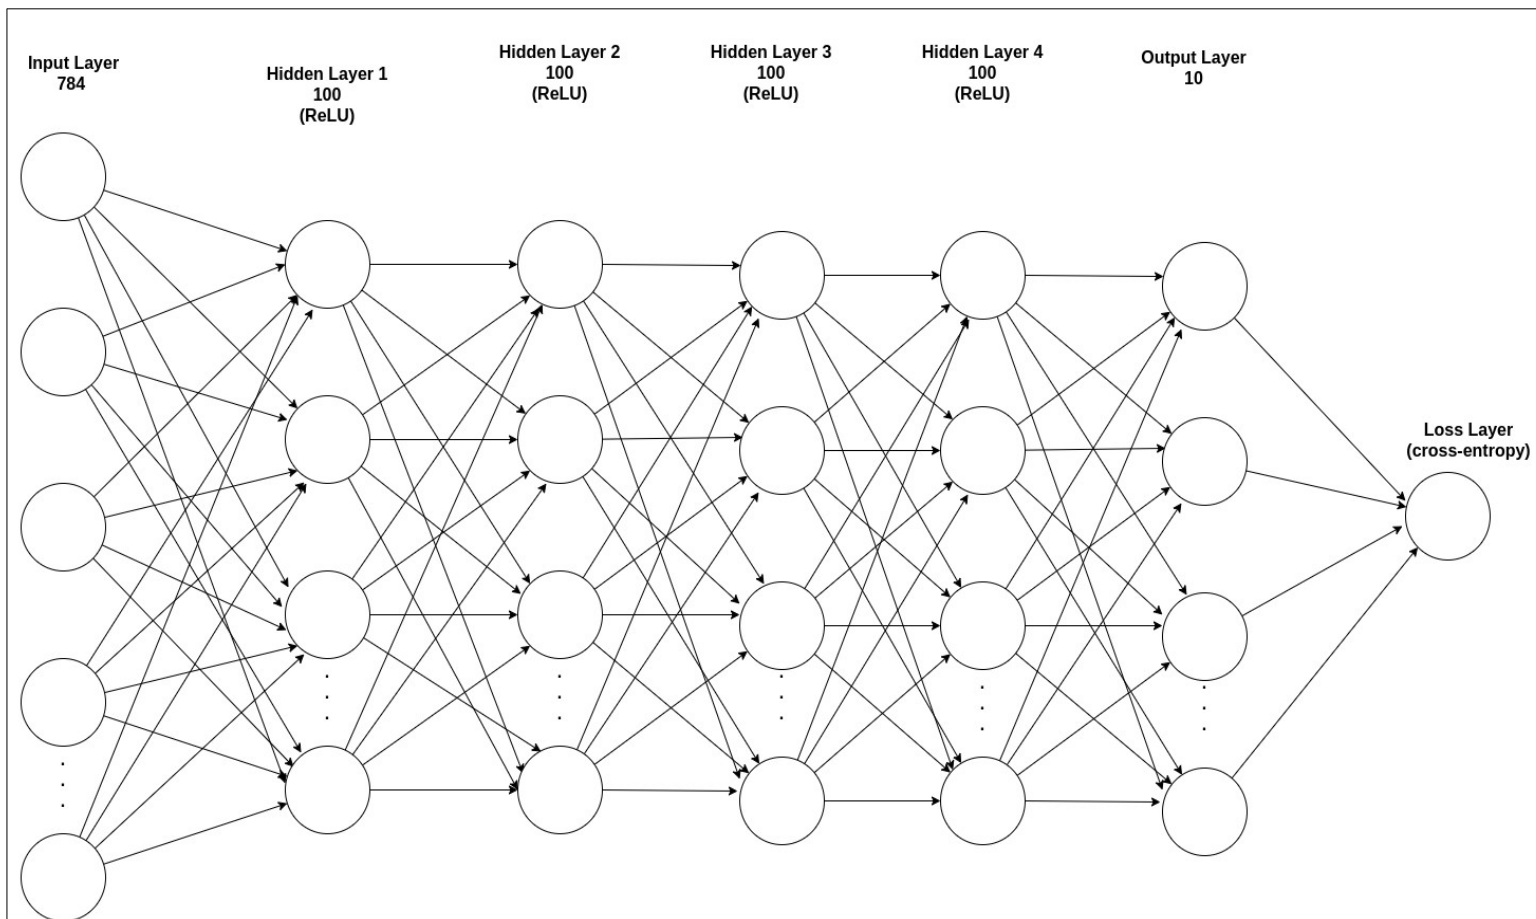 Input Layer
784
Hidden Layer 1
100
(ReLU)
Hidden Layer 2
100
(ReLU)
Hidden Layer 3
100
(ReLU)
Hidden Layer 4
100
(ReLU)
Output Layer
10
Loss Layer
(cross-entropy)